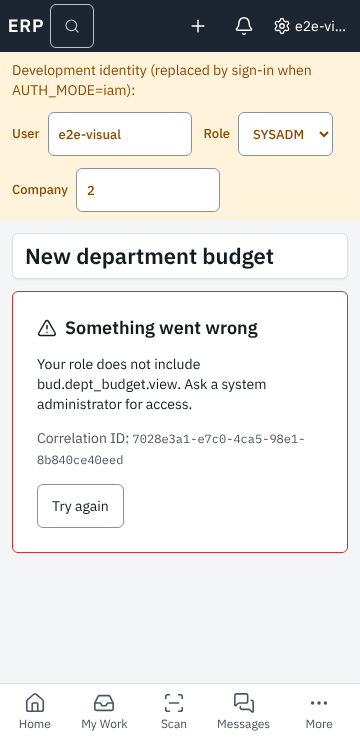 ERP
e2e-vi...
Development identity (replaced by sign-in when
AUTH_MODE=iam):
User e2e-visual Role SYSADM
Company 2
New department budget
Something went wrong
Your role does not include
bud.dept_budget.view. Ask a system
administrator for access.
Correlation ID: 7028e3a1-e7c0-4ca5-98e1-
8b840ce40eed
Try again
Home My Work Scan Messages More